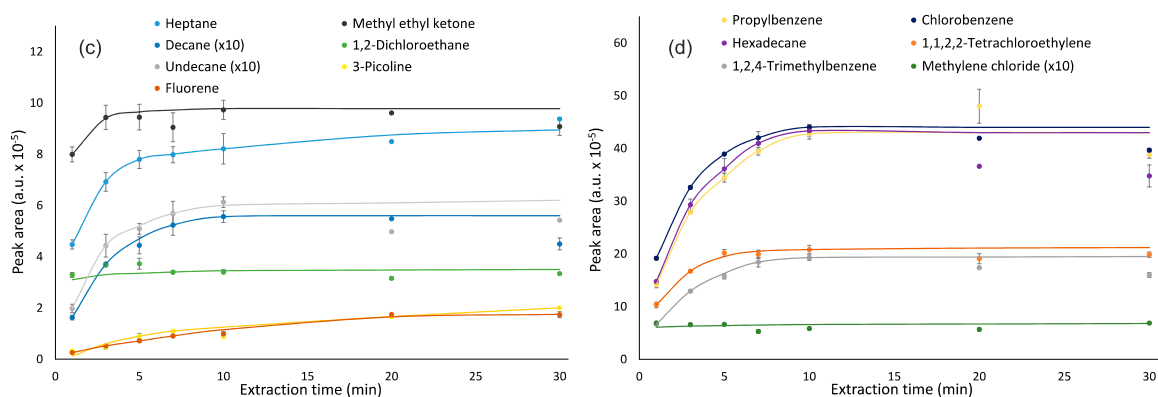 (c)
Heptane
Methyl ethyl ketone
Decane (x10)
1,2-Dichloroethane
Undecane (x10)
3-Picoline
Fluorene
Peak area (a.u. x 10⁻⁵)
12
10
8
6
4
2
0
0 5 10 15 20 25 30
Extraction time (min)
(d)
Propylbenzene
Chlorobenzene
Hexadecane
1,1,2,2-Tetrachloroethylene
1,2,4-Trimethylbenzene
Methylene chloride (x10)
Peak area (a.u. x 10⁻⁵)
60
50
40
30
20
10
0
0 5 10 15 20 25 30
Extraction time (min)